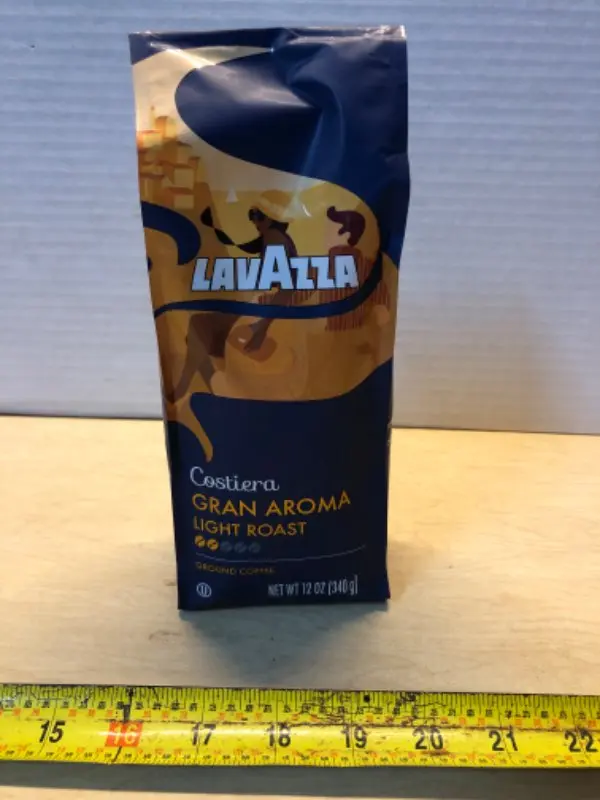 LAVAZZA
Costiera
GRAN AROMA
LIGHT ROAST
GROUND COFFEE
U
NET WT 12 OZ (340g)
15 16 17 18 19 20 21 22